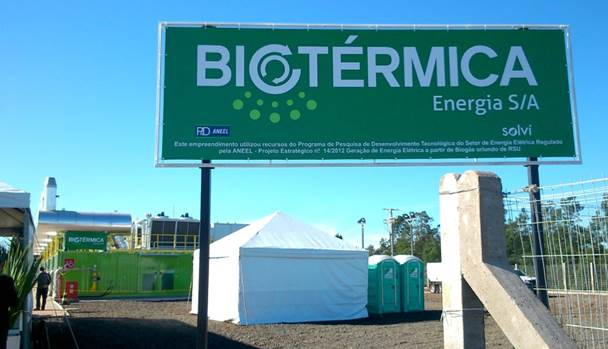 BIOTÉRMICA
Energia S/A
P&D ANEEL
solvi
Este empreendimento utilizou recursos do Programa de Pesquisa de Desenvolvimento Tecnológico do Setor de Energia Elétrica Regulado
pela ANEEL - Projeto Estratégico nº 14/2012 Geração de Energia Elétrica a partir de Biogás oriundo de RSU
BIOTÉRMICA